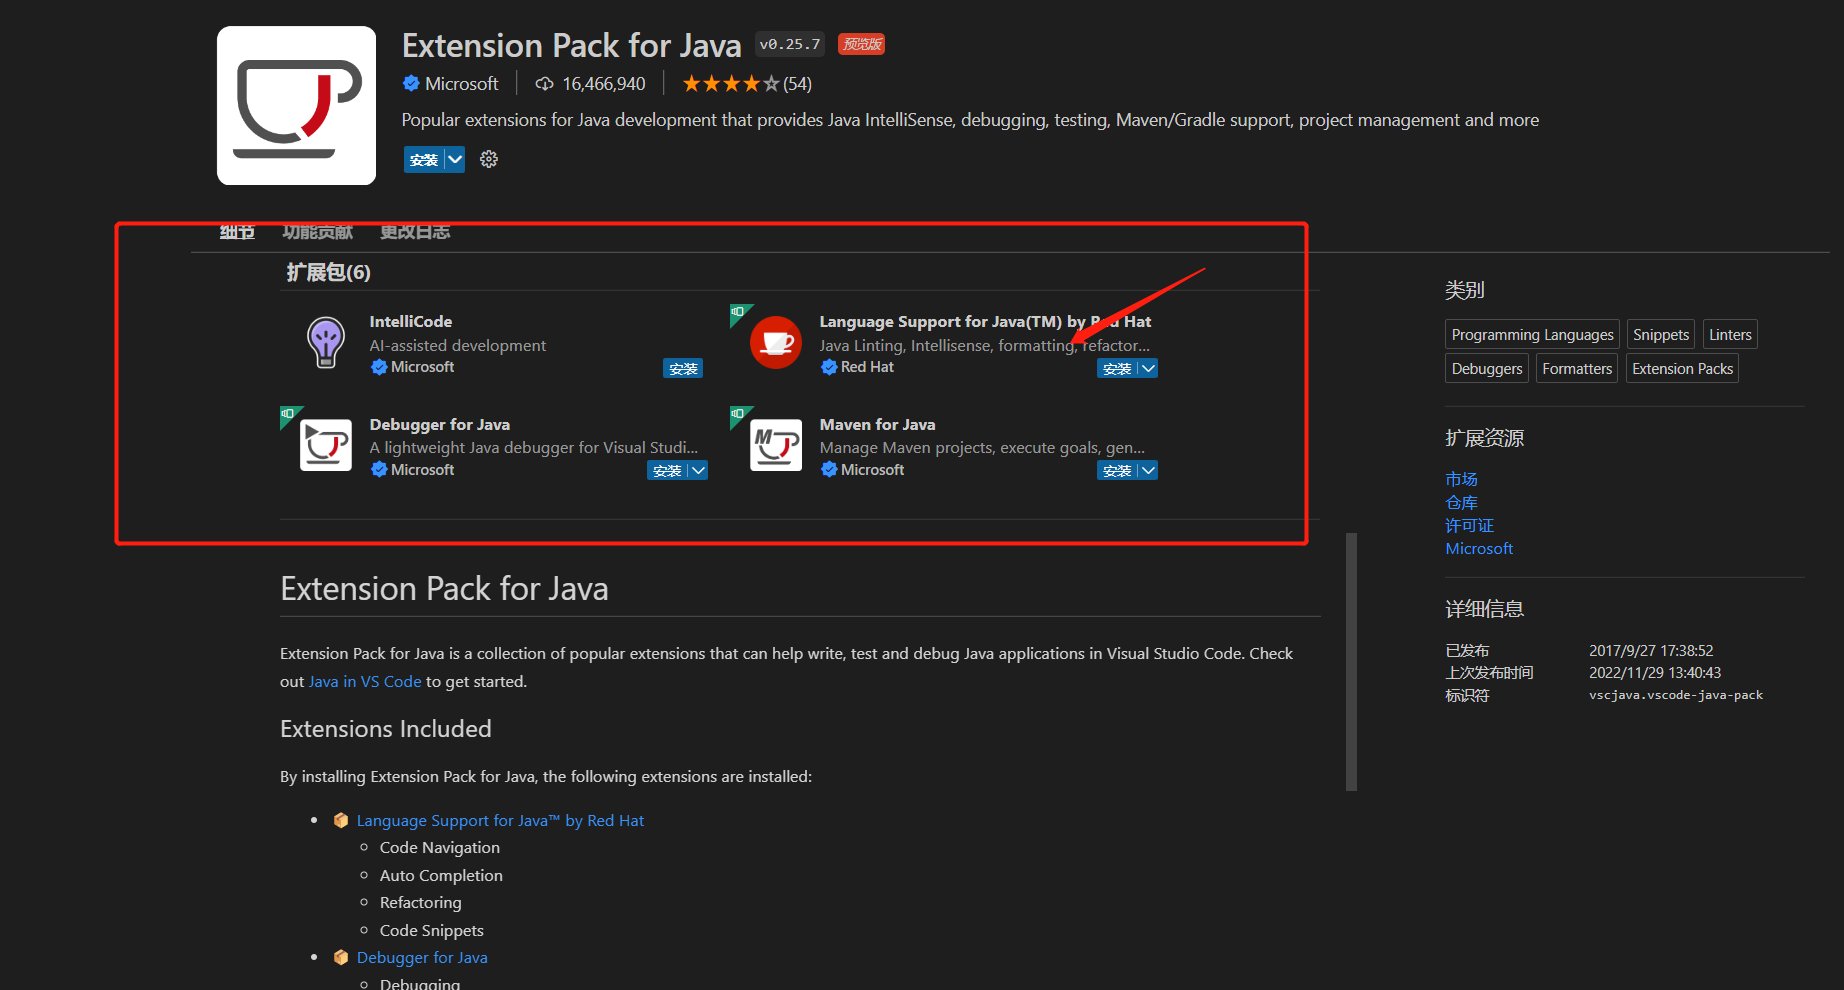 Extension Pack for Java v0.25.7 预览版
Microsoft 16,466,940 (54)
Popular extensions for Java development that provides Java IntelliSense, debugging, testing, Maven/Gradle support, project management and more
安装
细节 功能贡献 更改日志
扩展包(6)
IntelliCode
AI-assisted development
Microsoft
安装
Language Support for Java(TM) by Red Hat
Java Linting, Intellisense, formatting, refactor...
Red Hat
安装
Debugger for Java
A lightweight Java debugger for Visual Studi...
Microsoft
安装
Maven for Java
Manage Maven projects, execute goals, gen...
Microsoft
安装
Extension Pack for Java
Extension Pack for Java is a collection of popular extensions that can help write, test and debug Java applications in Visual Studio Code. Check
out Java in VS Code to get started.
Extensions Included
By installing Extension Pack for Java, the following extensions are installed:
Language Support for Java™ by Red Hat
Code Navigation
Auto Completion
Refactoring
Code Snippets
Debugger for Java
Debugging
类别
Programming Languages Snippets Linters
Debuggers Formatters Extension Packs
扩展资源
市场
仓库
许可证
Microsoft
详细信息
已发布 2017/9/27 17:38:52
上次发布时间 2022/11/29 13:40:43
标识符 vscjava.vscode-java-pack